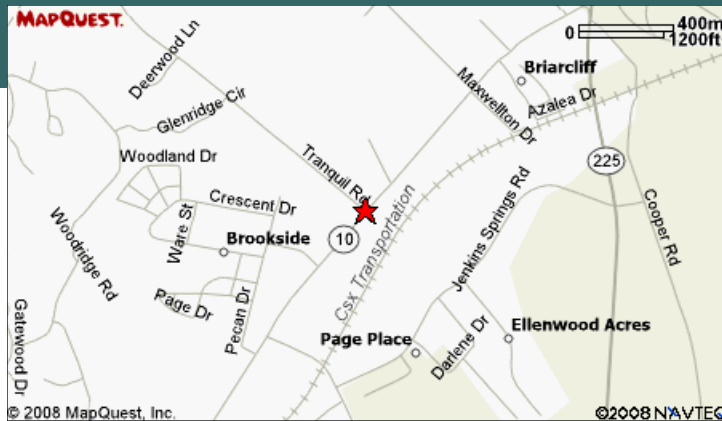 MAPQUEST.
400m
0
1200ft
Deerwood Ln
Briarcliff
Glenridge Cir
Maxwellton Dr
Azalea Dr
Woodland Dr
Tranquil Rd
225
Crescent Dr
Ware St
Brookside
10
Csx Transportation
Jenkins Springs Rd
Cooper Rd
Woodridge Rd
Page Dr
Pecan Dr
Gatewood Dr
Page Place
Darlene Dr
Ellenwood Acres
© 2008 MapQuest, Inc.
©2008 NAVTEQ